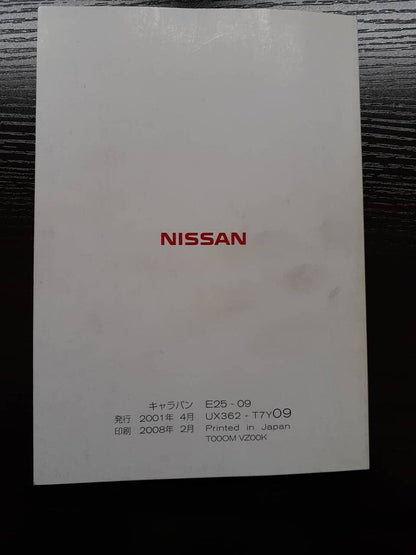 NISSAN
キャラバン E25 - 09
発行 2001年 4月 UX362 - T7Y09
印刷 2008年 2月 Printed in Japan
T00OM VZ00K